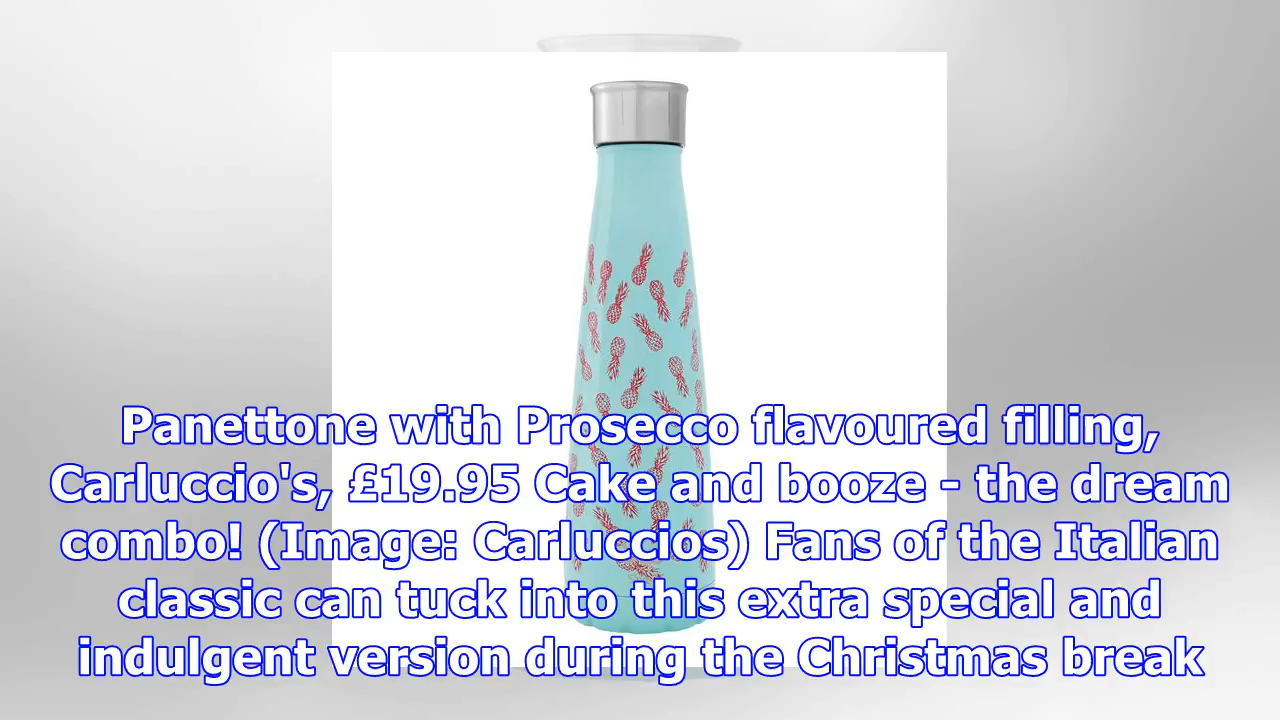 Panettone with Prosecco flavoured filling,
Carluccio's, £19.95 Cake and booze - the dream
combo! (Image: Carluccios) Fans of the Italian
classic can tuck into this extra special and
indulgent version during the Christmas break